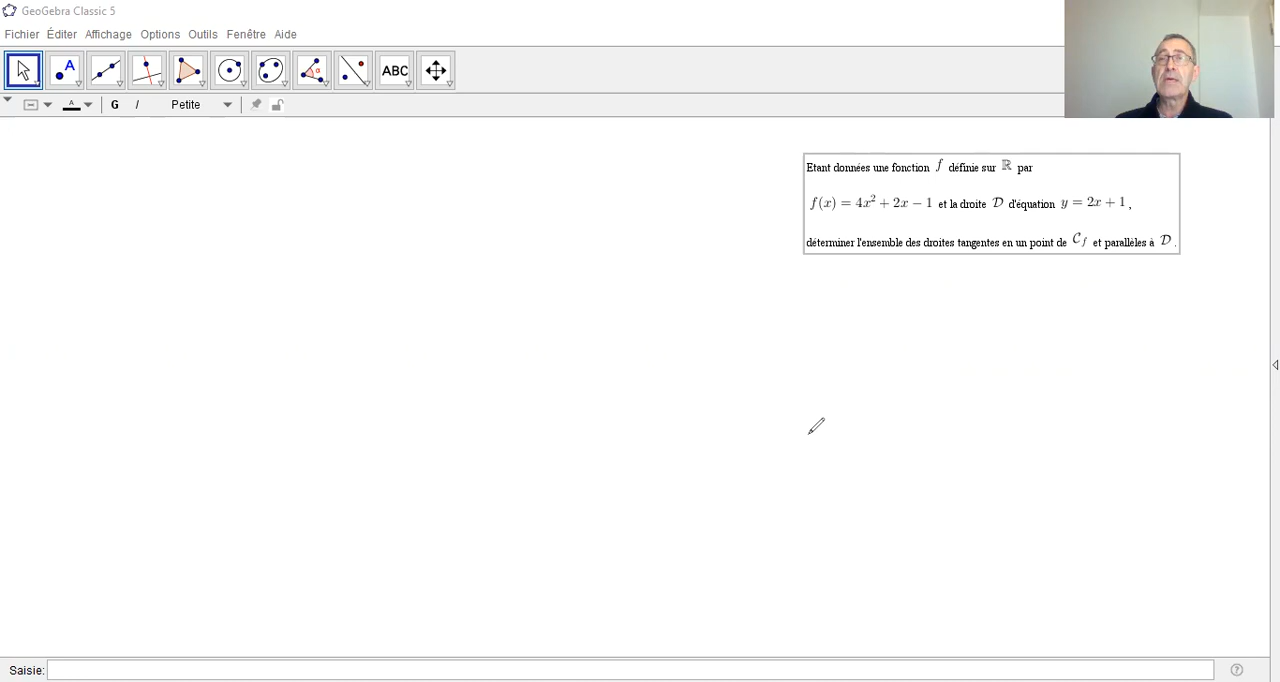 GeoGebra Classic 5
Fichier Éditer Affichage Options Outils Fenêtre Aide
A ABC
A G I Petite
Etant données une fonction f définie sur ℝ par
f(x) = 4x² + 2x − 1 et la droite 𝒟 d'équation y = 2x + 1 ,
déterminer l'ensemble des droites tangentes en un point de 𝒞f et parallèles à 𝒟 .
Saisie: